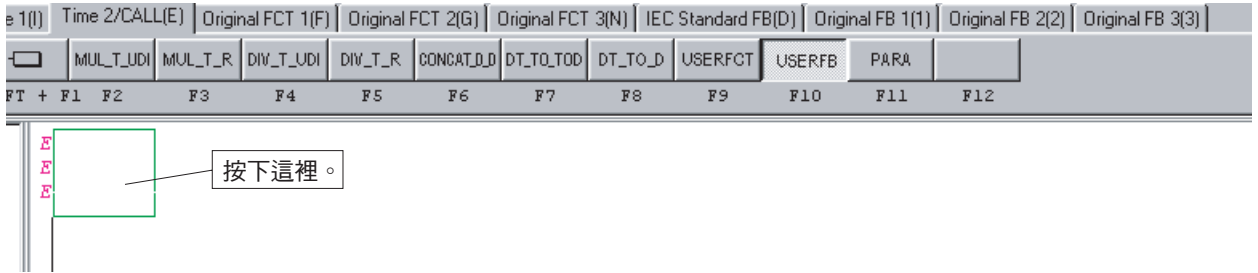 e 1(I) Time 2/CALL(E) Original FCT 1(F) Original FCT 2(G) Original FCT 3(N) IEC Standard FB(D) Original FB 1(1) Original FB 2(2) Original FB 3(3)
MUL_T_UDI MUL_T_R DIV_T_UDI DIV_T_R CONCAT_D_D DT_TO_TOD DT_TO_D USERFCT USERFB PARA
FT + F1 F2 F3 F4 F5 F6 F7 F8 F9 F10 F11 F12
E
E
E
按下這裡。